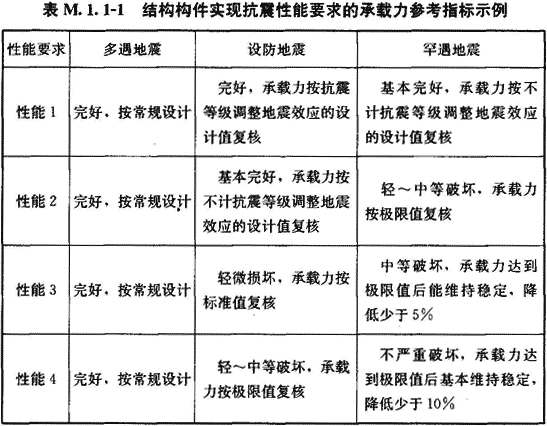 表 M.1.1-1 结构构件实现抗震性能要求的承载力参考指标示例
性能要求 多遇地震 设防地震 罕遇地震
性能 1 完好，按常规设计
完好，承载力按抗震
等级调整地震效应的设
计值复核
基本完好，承载力按不
计抗震等级调整地震效应
的设计值复核
性能 2 完好，按常规设计
基本完好，承载力按
不计抗震等级调整地震
效应的设计值复核
轻～中等破坏，承载力
按极限值复核
性能 3 完好，按常规设计
轻微损坏，承载力按
标准值复核
中等破坏，承载力达到
极限值后能维持稳定，降
低少于 5%
性能 4 完好，按常规设计
轻～中等破坏，承载
力按极限值复核
不严重破坏，承载力达
到极限值后基本维持稳定，
降低少于 10%